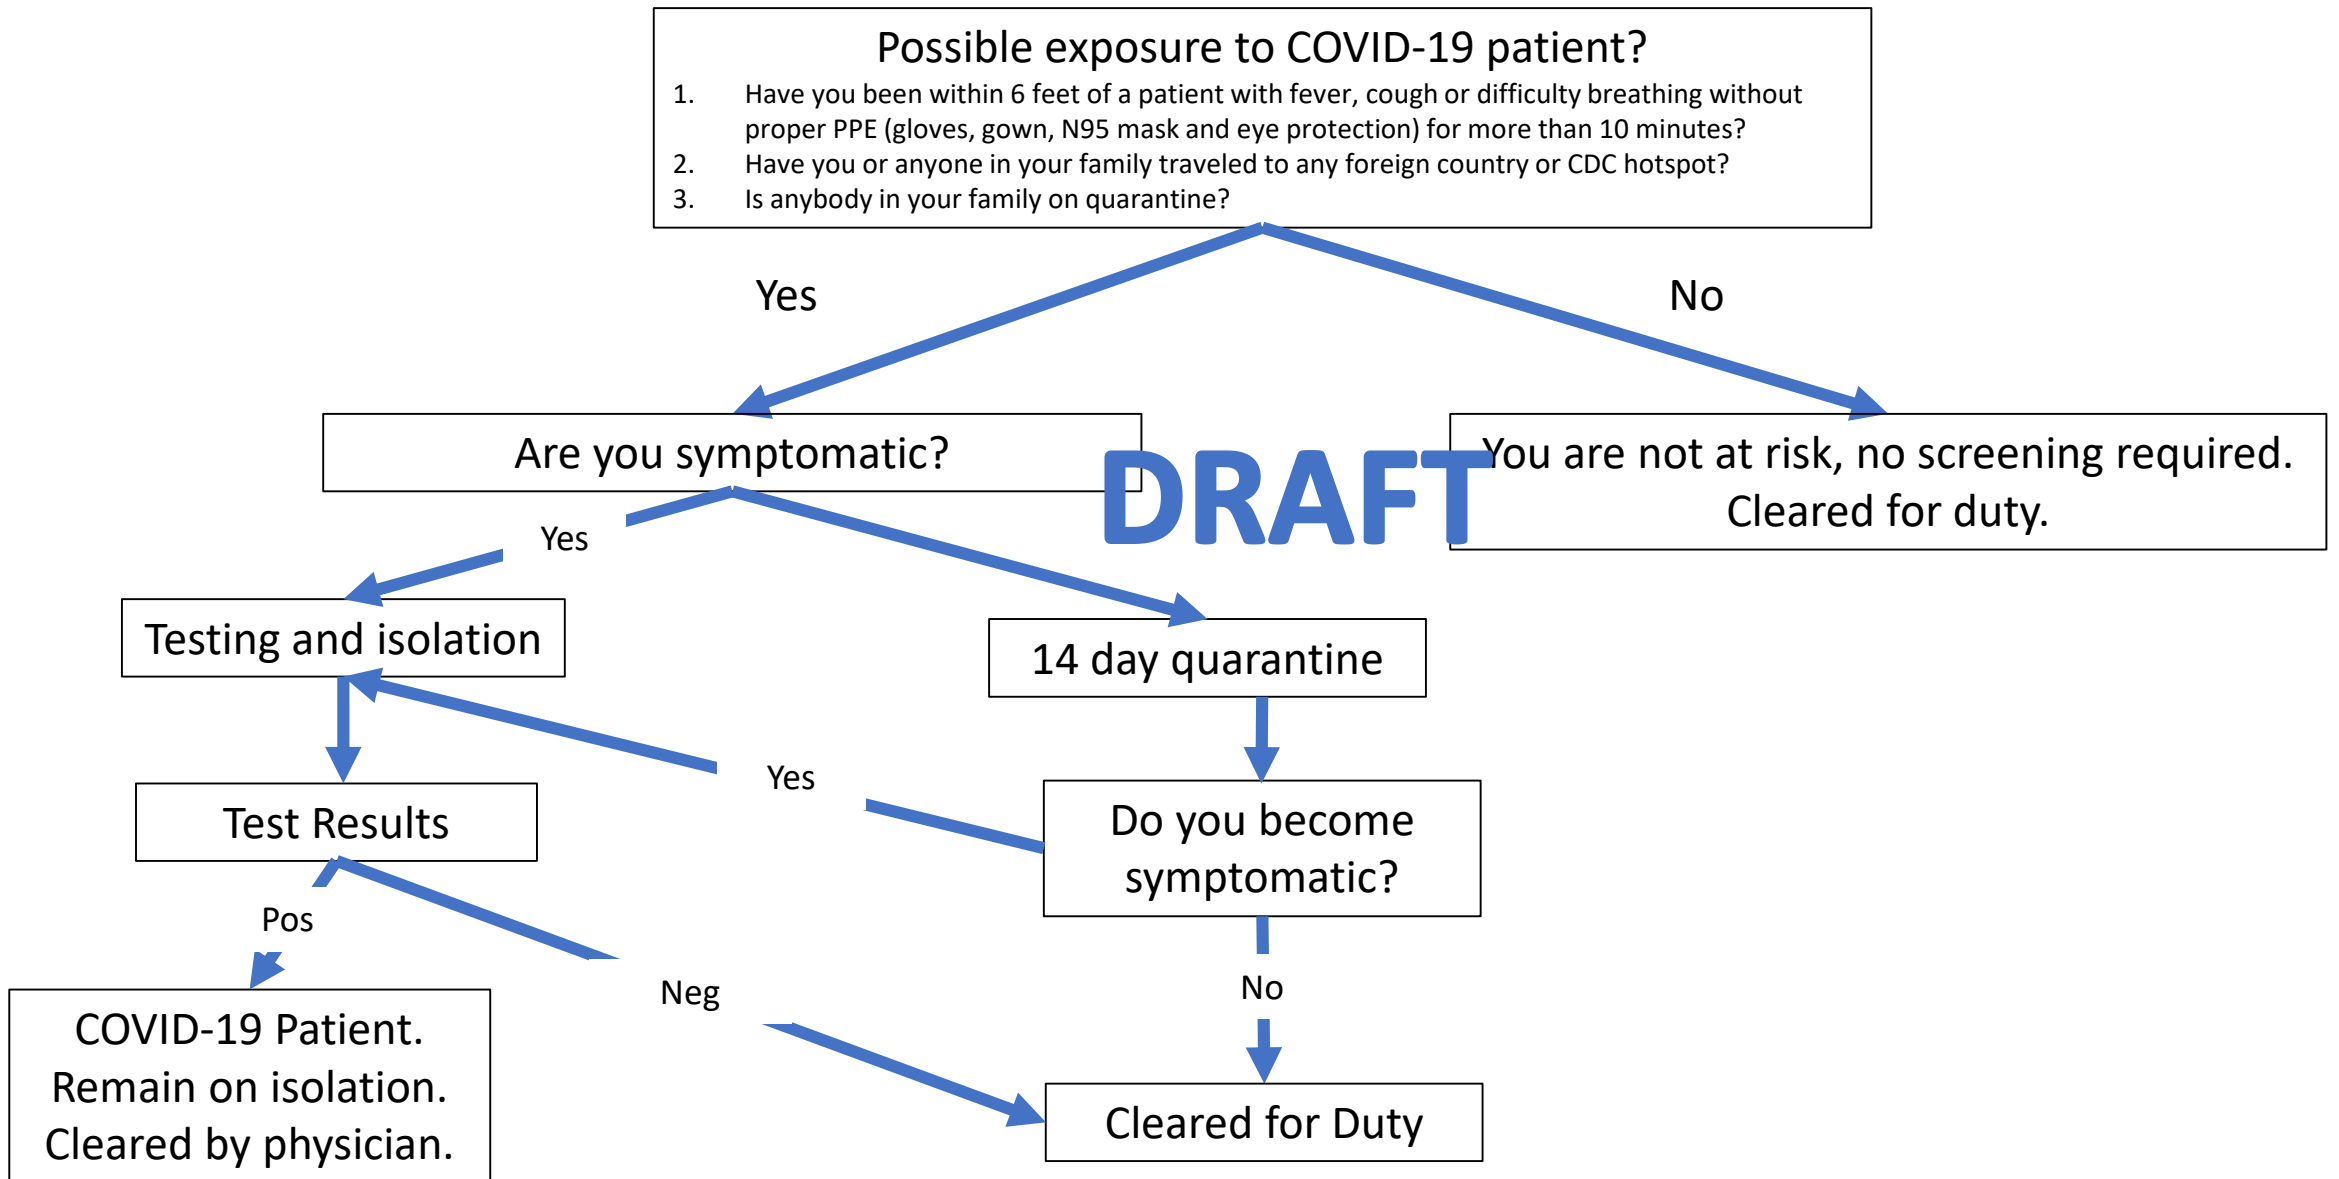 Possible exposure to COVID-19 patient?
1. Have you been within 6 feet of a patient with fever, cough or difficulty breathing without
proper PPE (gloves, gown, N95 mask and eye protection) for more than 10 minutes?
2. Have you or anyone in your family traveled to any foreign country or CDC hotspot?
3. Is anybody in your family on quarantine?
Yes
No
Are you symptomatic?
DRAFT
You are not at risk, no screening required.
Cleared for duty.
Yes
Testing and isolation
14 day quarantine
Yes
Test Results
Do you become
symptomatic?
Pos
Neg
No
COVID-19 Patient.
Remain on isolation.
Cleared by physician.
Cleared for Duty